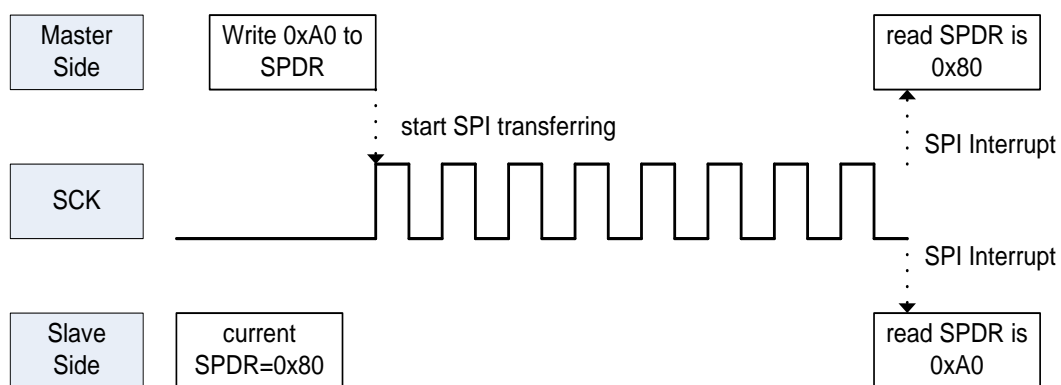 Master
Side
Write 0xA0 to
SPDR
read SPDR is
0x80
start SPI transferring
SPI Interrupt
SCK
SPI Interrupt
Slave
Side
current
SPDR=0x80
read SPDR is
0xA0